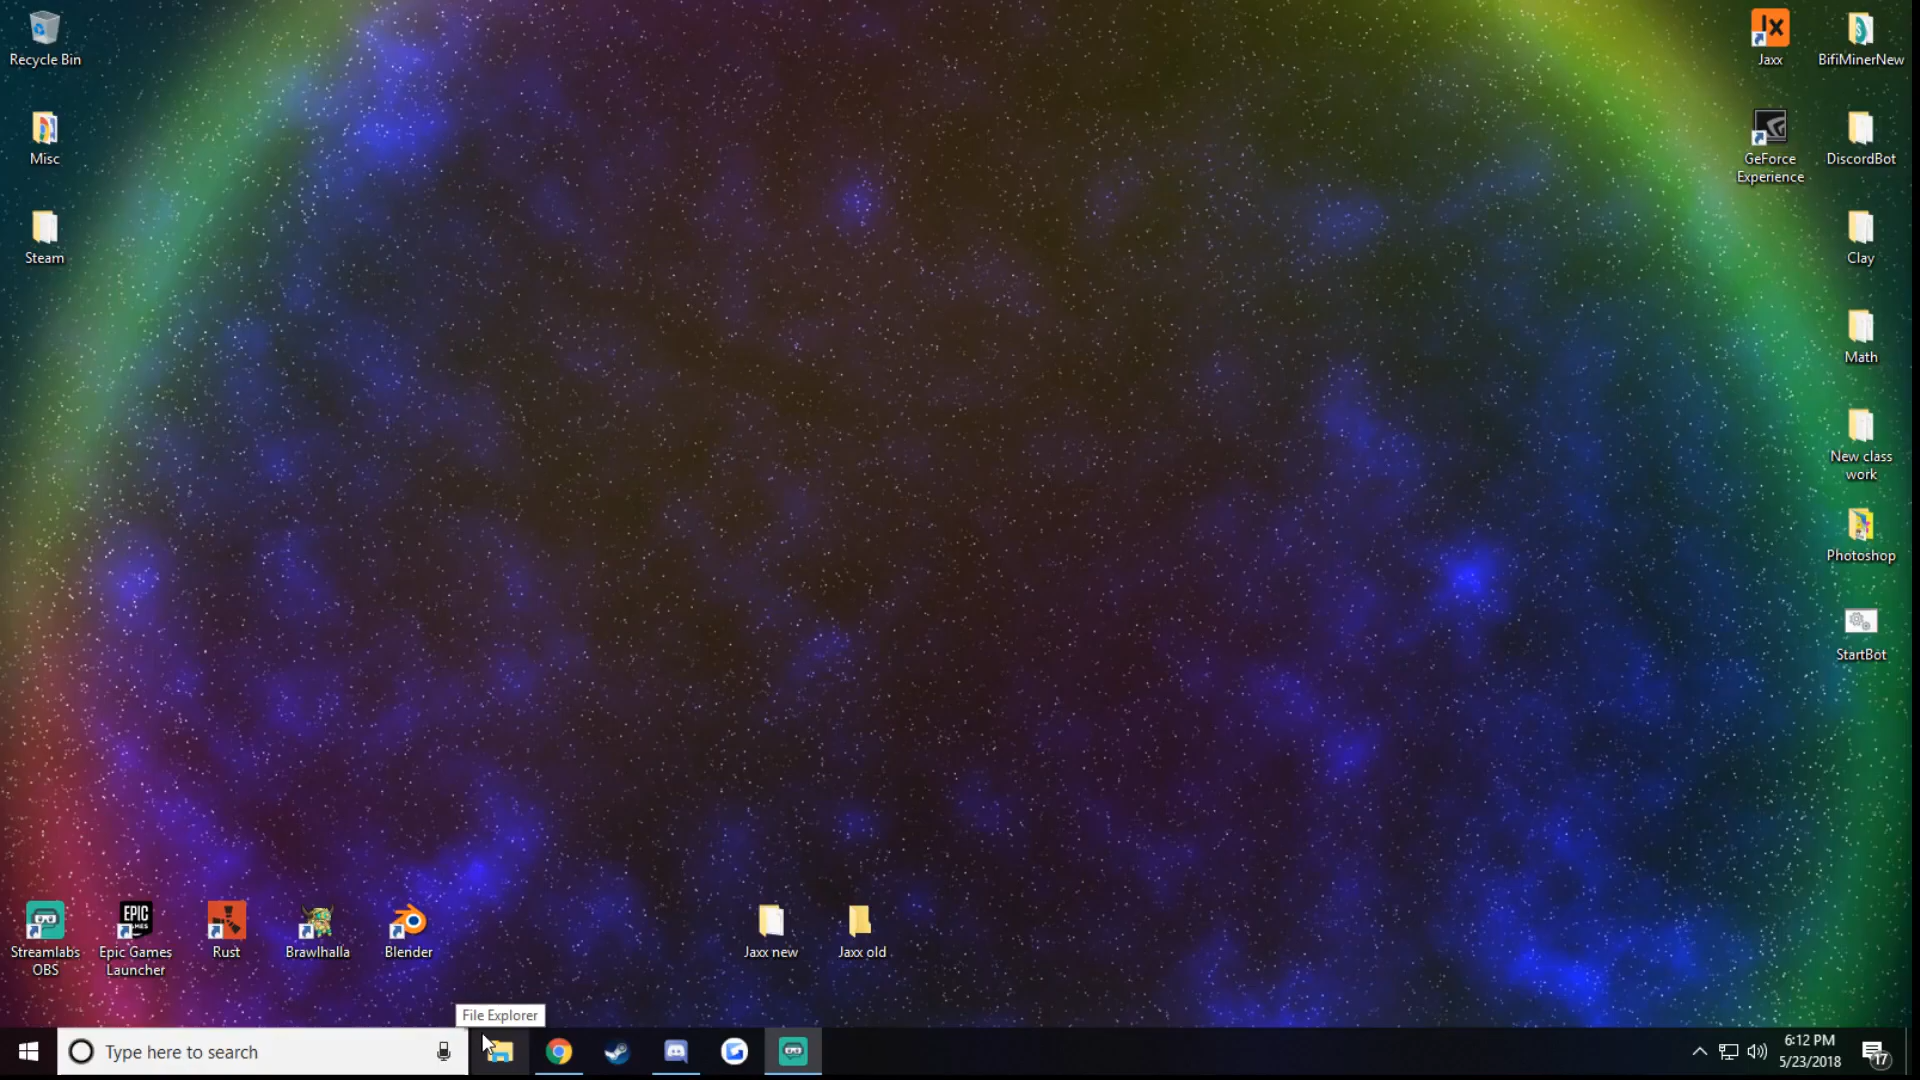 Recycle Bin
Misc
Steam
Jaxx
BifiMinerNew
GeForce
Experience
DiscordBot
Clay
Math
New class
work
Photoshop
StartBot
Streamlabs
OBS
EPIC
GAMES
Epic Games
Launcher
Rust
Brawlhalla
Blender
Jaxx new
Jaxx old
File Explorer
Type here to search
6:12 PM
5/23/2018
17